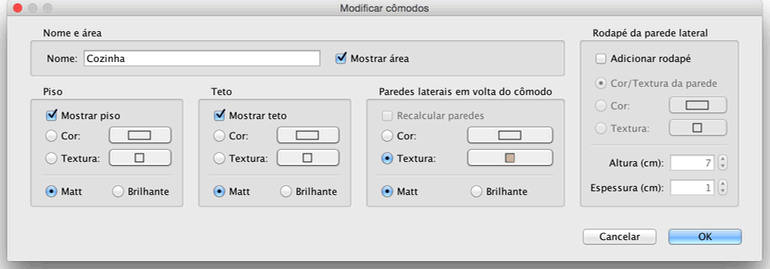 Modificar cômodos
Nome e área
Nome: Cozinha
Mostrar área
Piso
Mostrar piso
Cor:
Textura:
Matt Brilhante
Teto
Mostrar teto
Cor:
Textura:
Matt Brilhante
Paredes laterais em volta do cômodo
Recalcular paredes
Cor:
Textura:
Matt Brilhante
Rodapé da parede lateral
Adicionar rodapé
Cor/Textura da parede
Cor:
Textura:
Altura (cm): 7
Espessura (cm): 1
Cancelar
OK